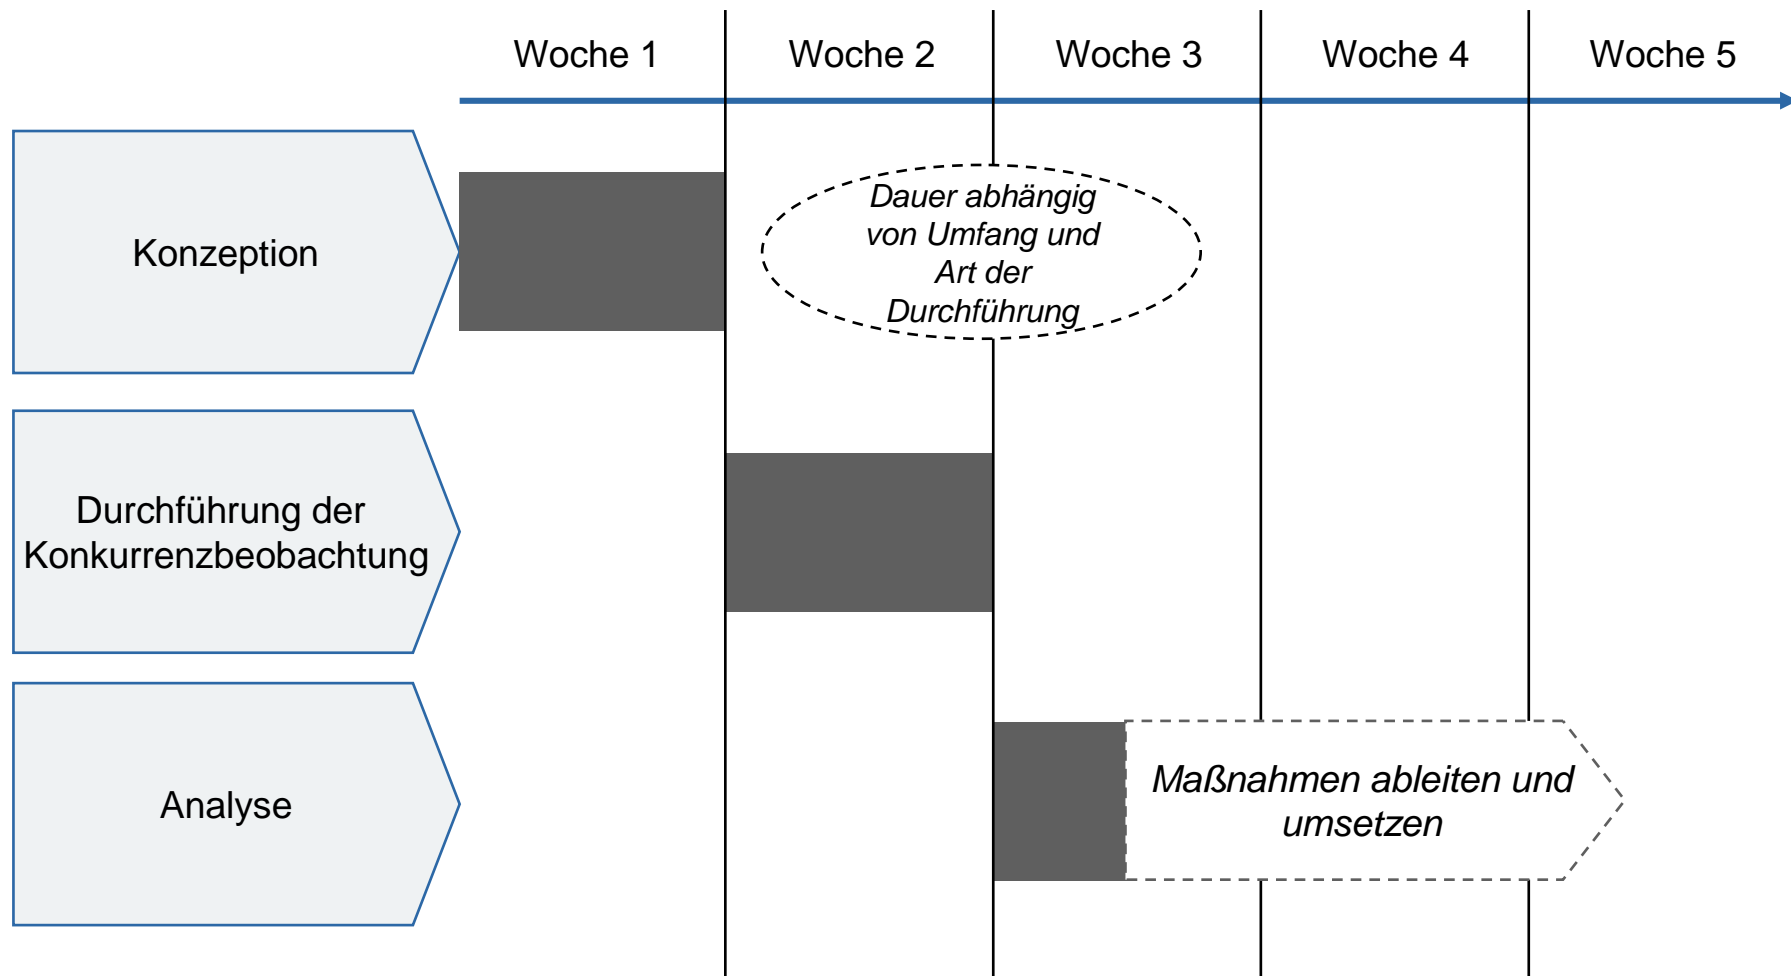 Woche 1
Woche 2
Woche 3
Woche 4
Woche 5
Konzeption
Dauer abhängig
von Umfang und
Art der
Durchführung
Durchführung der
Konkurrenzbeobachtung
Analyse
Maßnahmen ableiten und
umsetzen